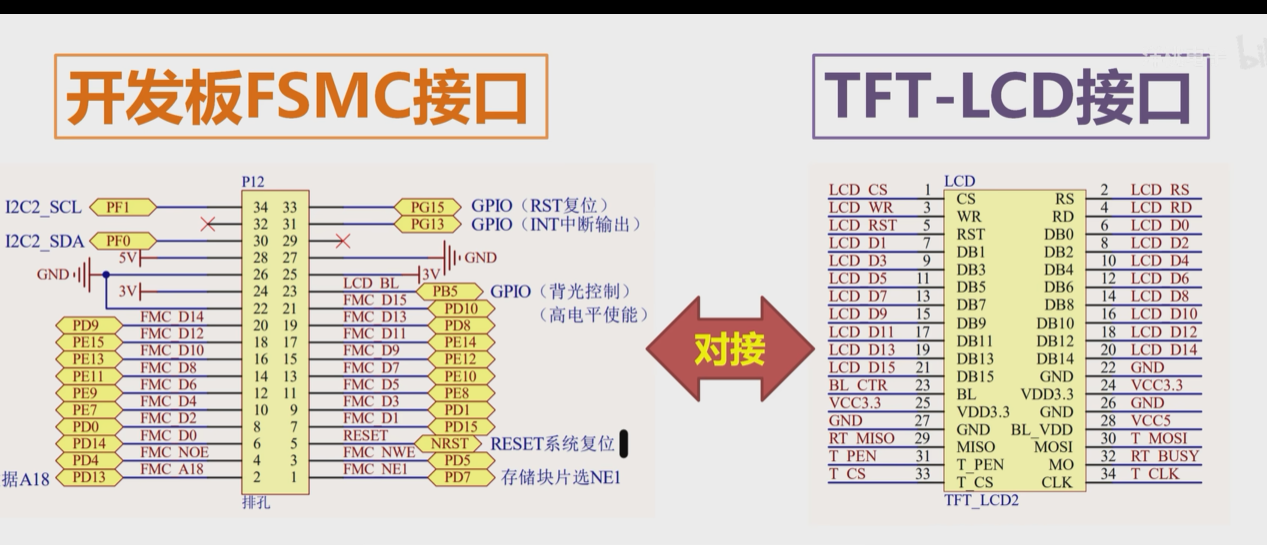 开发板FSMC接口
P12
I2C2_SCL PF1 34 33 PG15 GPIO（RST复位）
32 31 PG13 GPIO（INT中断输出）
I2C2_SDA PF0 30 29
5V 28 27 GND
GND 26 25 3V
3V 24 23 LCD BL PB5 GPIO（背光控制）
22 21 FMC D15 PD10 （高电平使能）
PD9 FMC D14 20 19 FMC D13 PD8
PE15 FMC D12 18 17 FMC D11 PE14
PE13 FMC D10 16 15 FMC D9 PE12
PE11 FMC D8 14 13 FMC D7 PE10
PE9 FMC D6 12 11 FMC D5 PE8
PE7 FMC D4 10 9 FMC D3 PD1
PD0 FMC D2 8 7 FMC D1 PD15
PD14 FMC D0 6 5 RESET NRST RESET系统复位
PD4 FMC NOE 4 3 FMC NWE PD5
据A18 PD13 FMC A18 2 1 FMC NE1 PD7 存储块片选NE1
排孔
对接
TFT-LCD接口
LCD
LCD CS 1 CS RS 2 LCD RS
LCD WR 3 WR RD 4 LCD RD
LCD RST 5 RST DB0 6 LCD D0
LCD D1 7 DB1 DB2 8 LCD D2
LCD D3 9 DB3 DB4 10 LCD D4
LCD D5 11 DB5 DB6 12 LCD D6
LCD D7 13 DB7 DB8 14 LCD D8
LCD D9 15 DB9 DB10 16 LCD D10
LCD D11 17 DB11 DB12 18 LCD D12
LCD D13 19 DB13 DB14 20 LCD D14
LCD D15 21 DB15 GND 22 GND
BL CTR 23 BL VDD3.3 24 VCC3.3
VCC3.3 25 VDD3.3 GND 26 GND
GND 27 GND BL_VDD 28 VCC5
RT MISO 29 MISO MOSI 30 T MOSI
T PEN 31 T_PEN MO 32 RT BUSY
T CS 33 T_CS CLK 34 T CLK
TFT_LCD2